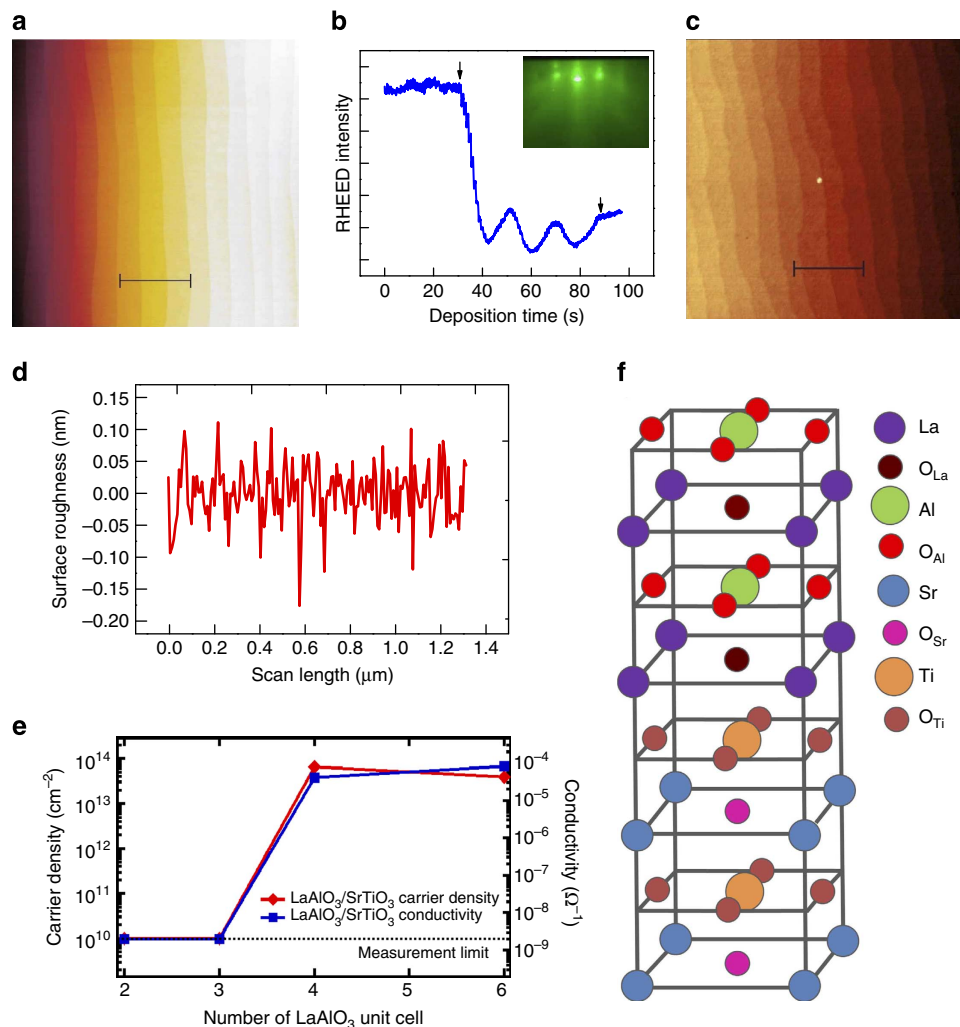 a
b
RHEED intensity
0 20 40 60 80 100
Deposition time (s)
c
d
Surface roughness (nm)
0.15
0.10
0.05
0.00
−0.05
−0.10
−0.15
−0.20
0.0 0.2 0.4 0.6 0.8 1.0 1.2 1.4
Scan length (μm)
e
Carrier density (cm⁻²)
10¹⁴
10¹³
10¹²
10¹¹
10¹⁰
10⁻⁴
10⁻⁵
10⁻⁶
10⁻⁷
10⁻⁸
10⁻⁹
Conductivity (Ω⁻¹)
LaAlO₃/SrTiO₃ carrier density
LaAlO₃/SrTiO₃ conductivity
Measurement limit
2 3 4 5 6
Number of LaAlO₃ unit cell
f
La
O_La
Al
O_Al
Sr
O_Sr
Ti
O_Ti